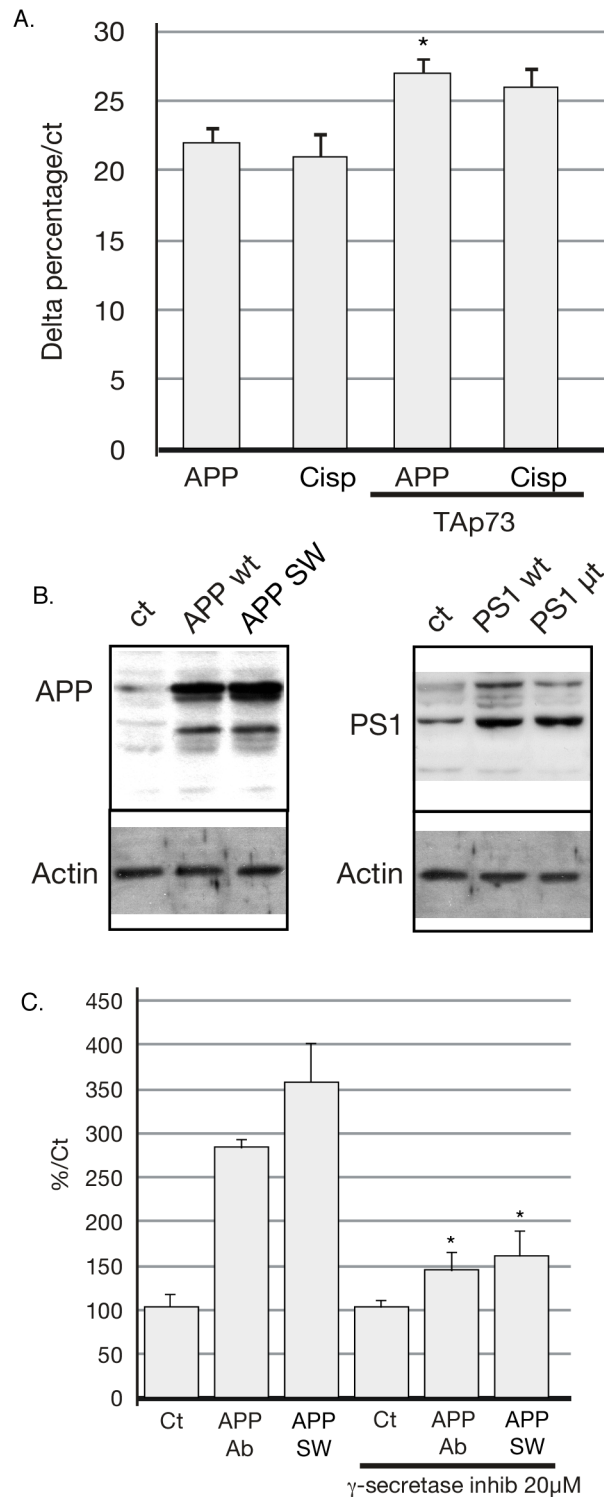 A.
Delta percentage/ct
30
25
20
15
10
5
0
*
APP Cisp APP Cisp
TAp73
B.
ct APP wt APP SW
APP
Actin
ct PS1 wt PS1 µt
PS1
Actin
C.
%/Ct
450
400
350
300
250
200
150
100
50
0
* *
Ct APP Ab APP SW Ct APP Ab APP SW
γ-secretase inhib 20µM